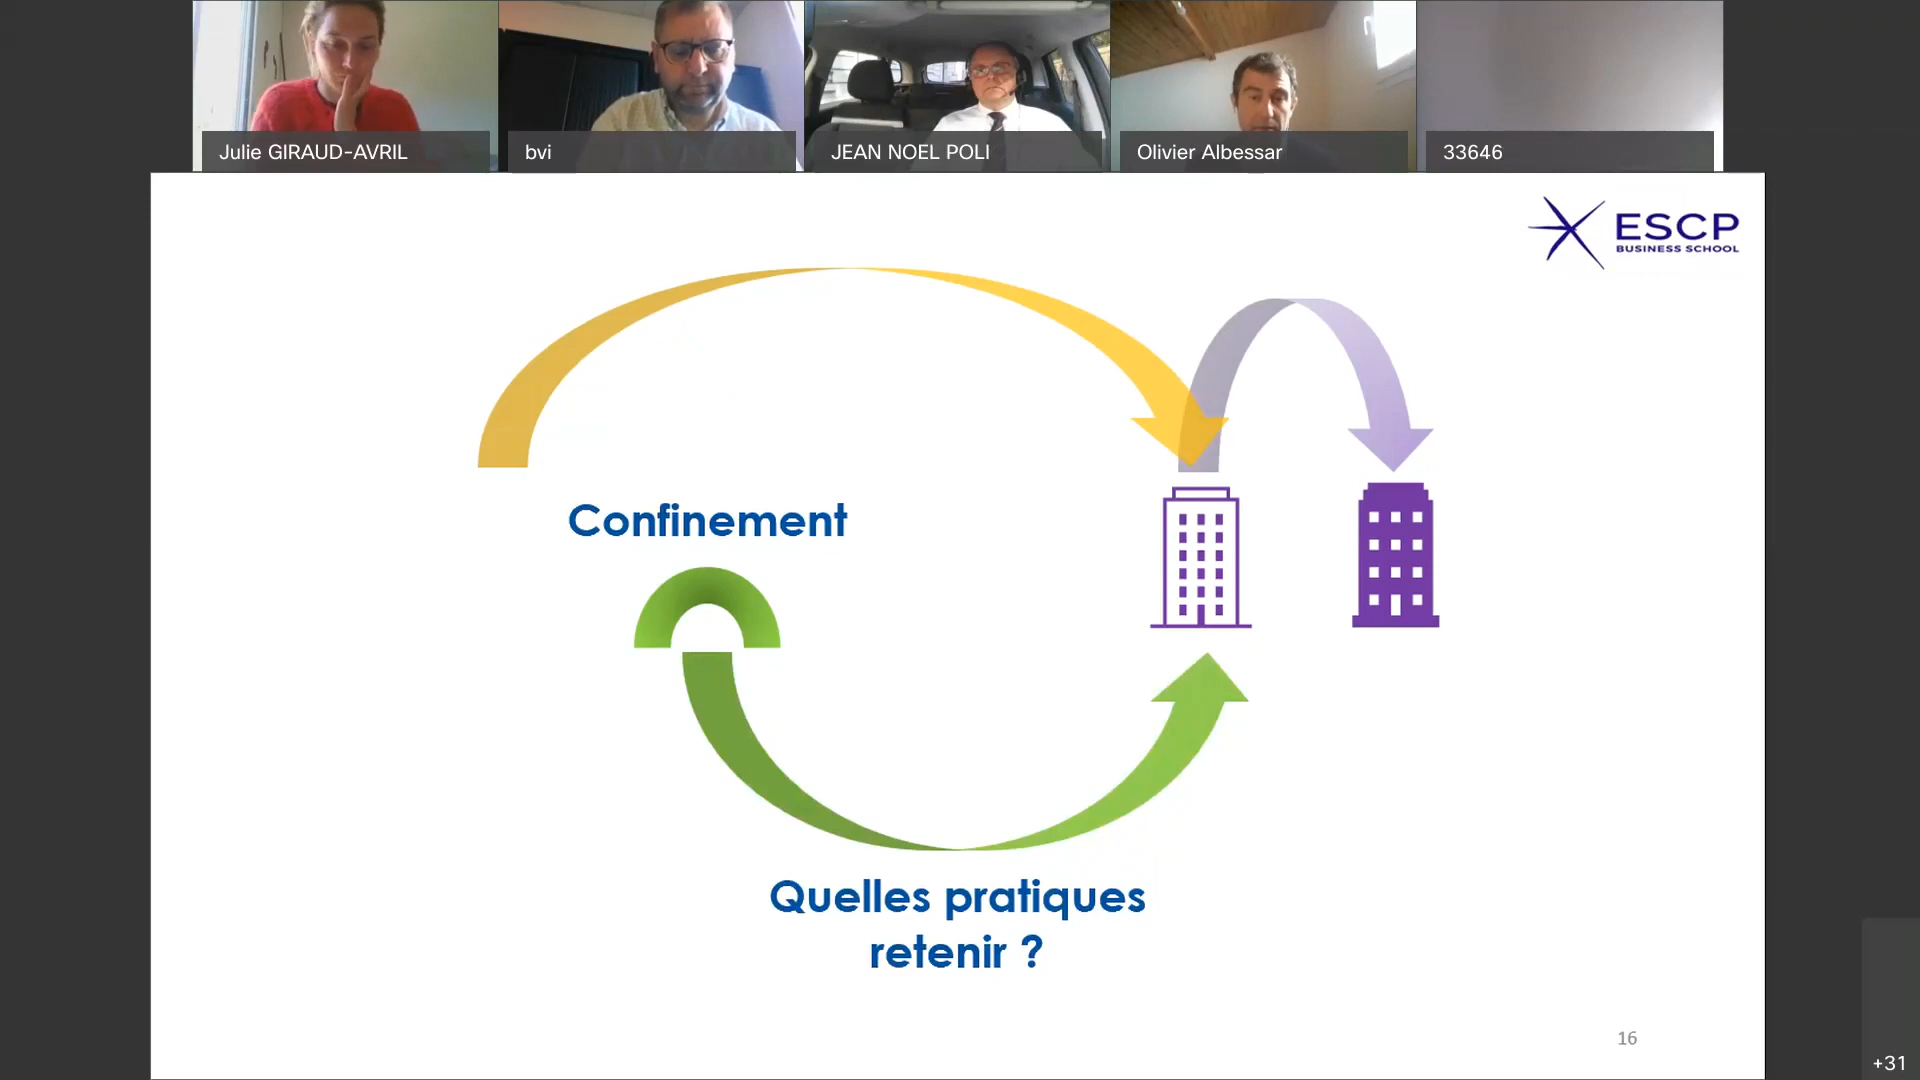 Julie GIRAUD-AVRIL
bvi
JEAN NOEL POLI
Olivier Albessar
33646
ESCP
BUSINESS SCHOOL
Confinement
Quelles pratiques
retenir ?
16
+31